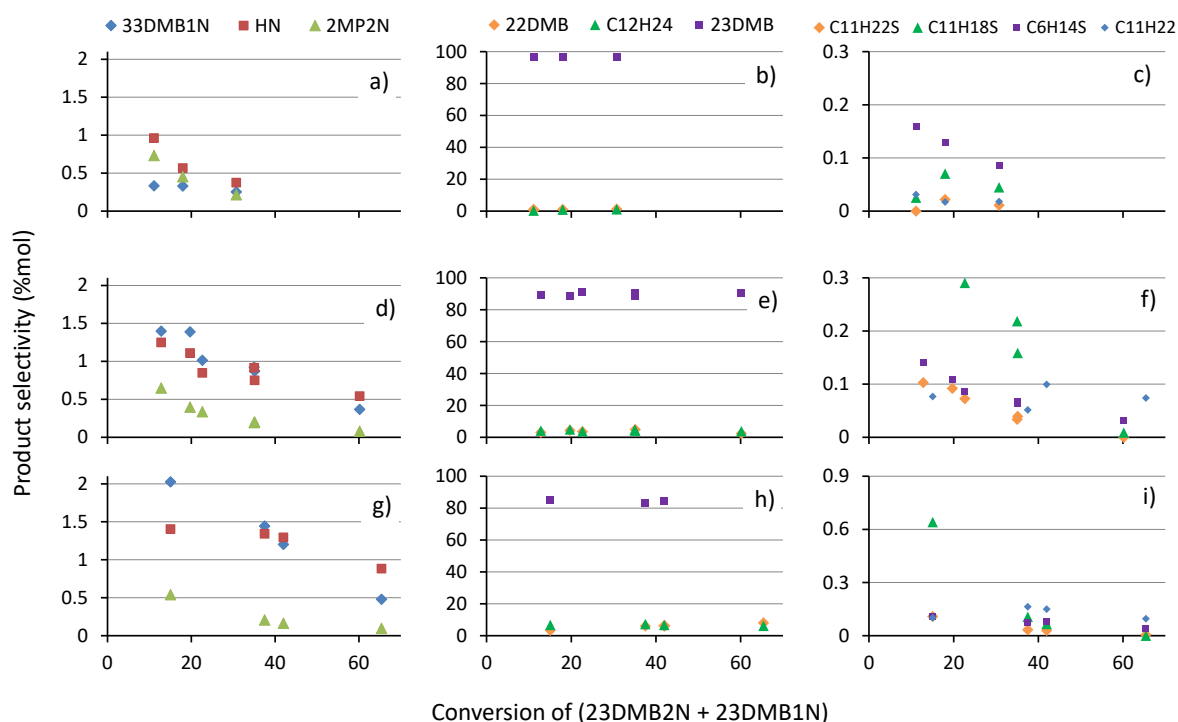 33DMB1N HN 2MP2N
22DMB C12H24 23DMB
C11H22S C11H18S C6H14S C11H22
2
1.5
1
0.5
0
a)
100
80
60
40
20
0
b)
0.3
0.2
0.1
0
c)
Product selectivity (%mol)
2
1.5
1
0.5
0
d)
100
80
60
40
20
0
e)
0.3
0.2
0.1
0
f)
2
1.5
1
0.5
0
g)
0 20 40 60
100
80
60
40
20
0
h)
0 20 40 60
0.9
0.6
0.3
0
i)
0 20 40 60
Conversion of (23DMB2N + 23DMB1N)